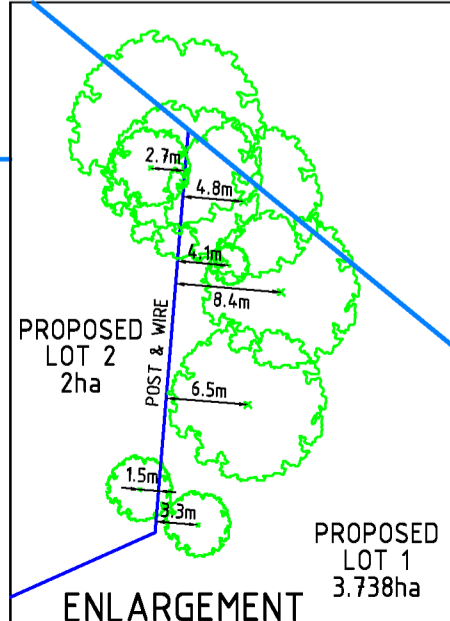 2.7m
4.8m
4.1m
8.4m
PROPOSED
LOT 2
2ha
POST & WIRE
6.5m
1.5m
3.3m
PROPOSED
LOT 1
3.738ha
ENLARGEMENT